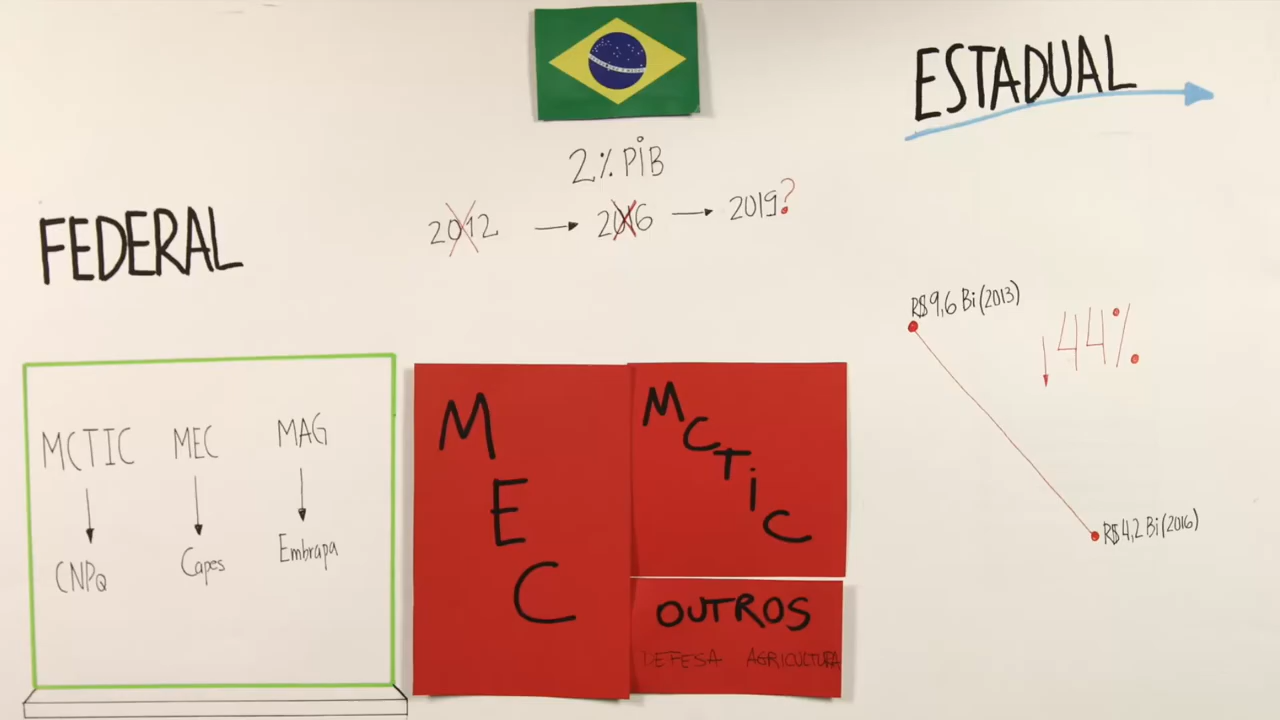 ESTADUAL
2% PIB
2012 → 2016 → 2019?
FEDERAL
R$9,6 Bi (2013)
↓44%
R$4,2 Bi (2016)
MCTIC MEC MAG
CNPQ Capes Embrapa
MEC
MCTiC
OUTROS
DEFESA AGRICULTURA